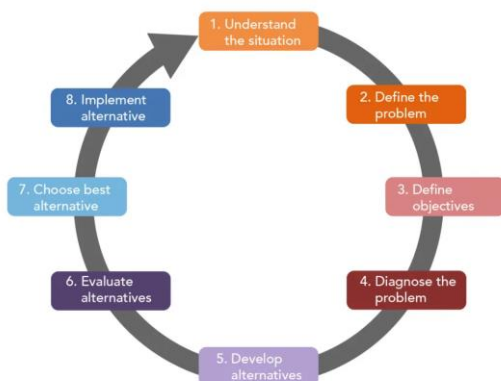 1. Understand
the situation
2. Define the
problem
3. Define
objectives
4. Diagnose the
problem
5. Develop
alternatives
6. Evaluate
alternatives
7. Choose best
alternative
8. Implement
alternative